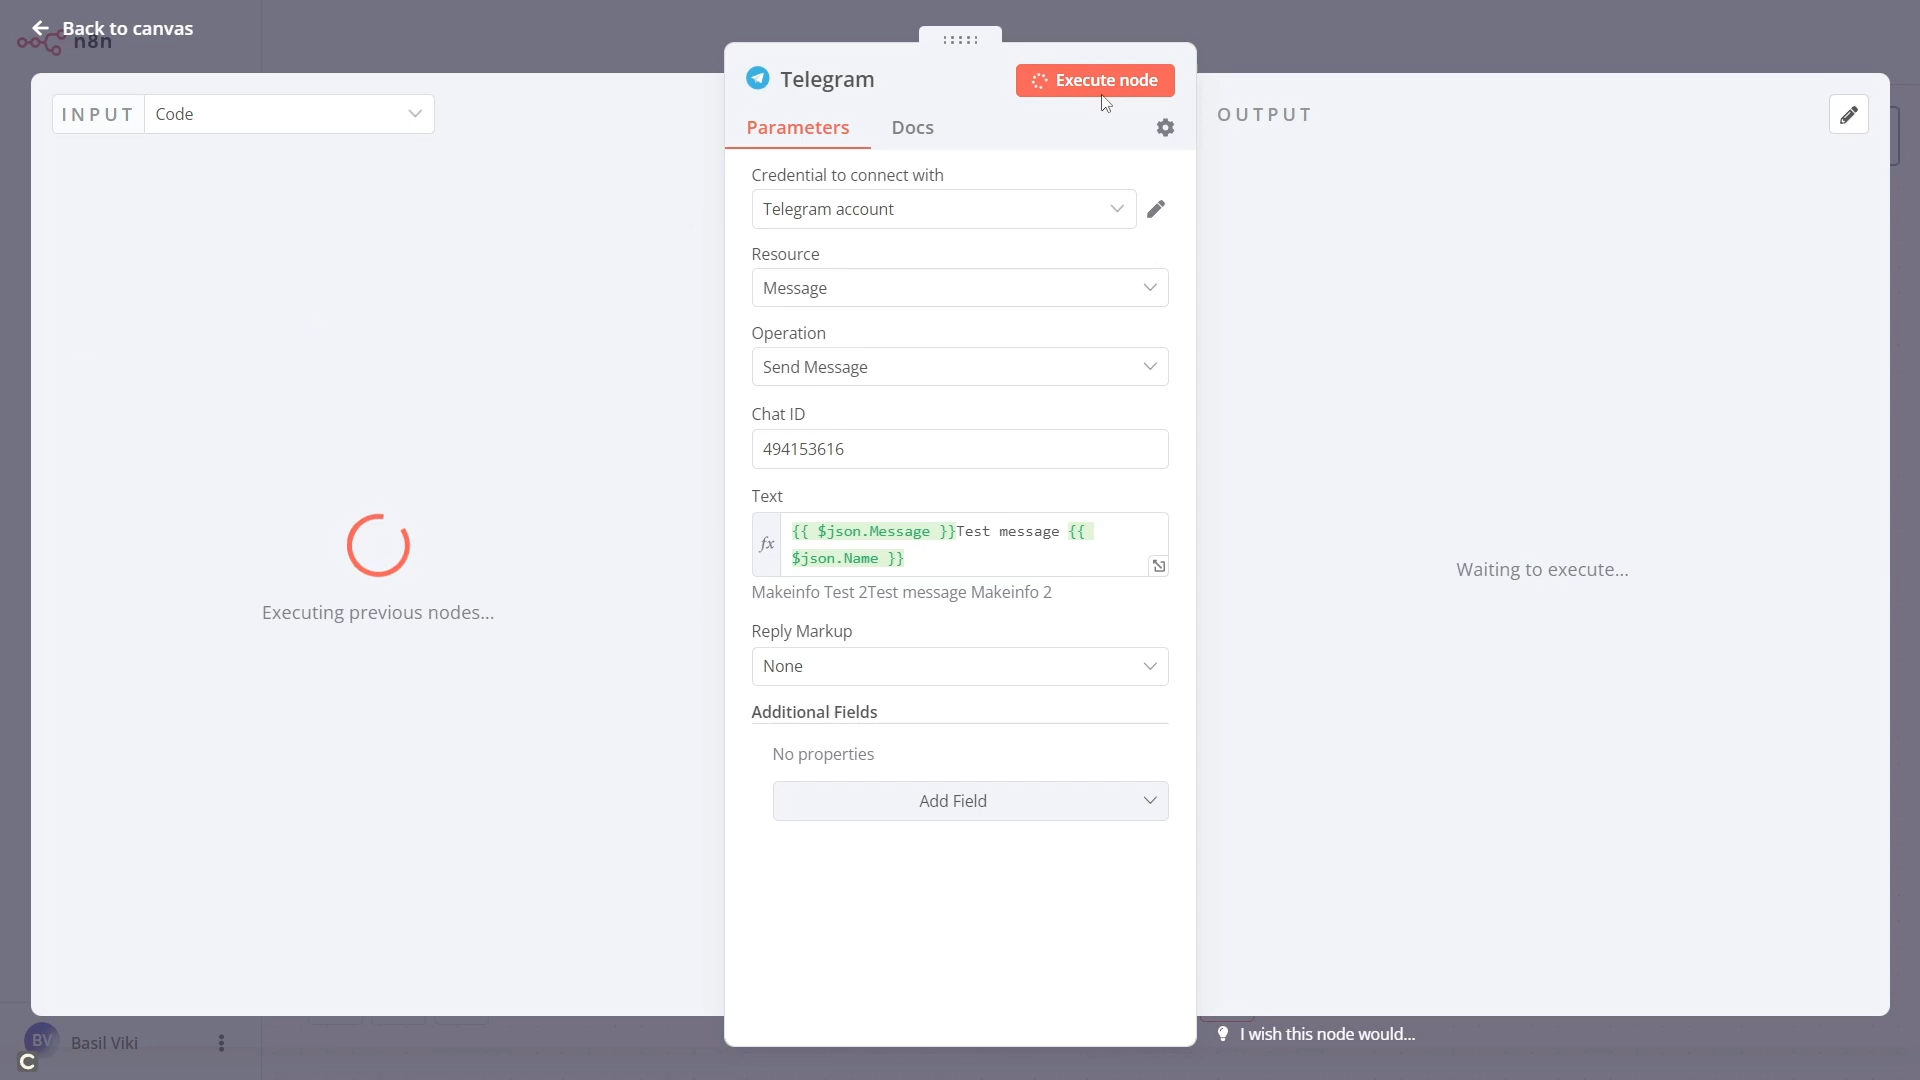 Back to canvas
n8n
INPUT
Code
Executing previous nodes...
Telegram
Execute node
Parameters
Docs
Credential to connect with
Telegram account
Resource
Message
Operation
Send Message
Chat ID
494153616
Text
fx
{{ $json.Message }}Test message {{
$json.Name }}
Makeinfo Test 2Test message Makeinfo 2
Reply Markup
None
Additional Fields
No properties
Add Field
OUTPUT
Waiting to execute...
I wish this node would...
BV
Basil Viki
C